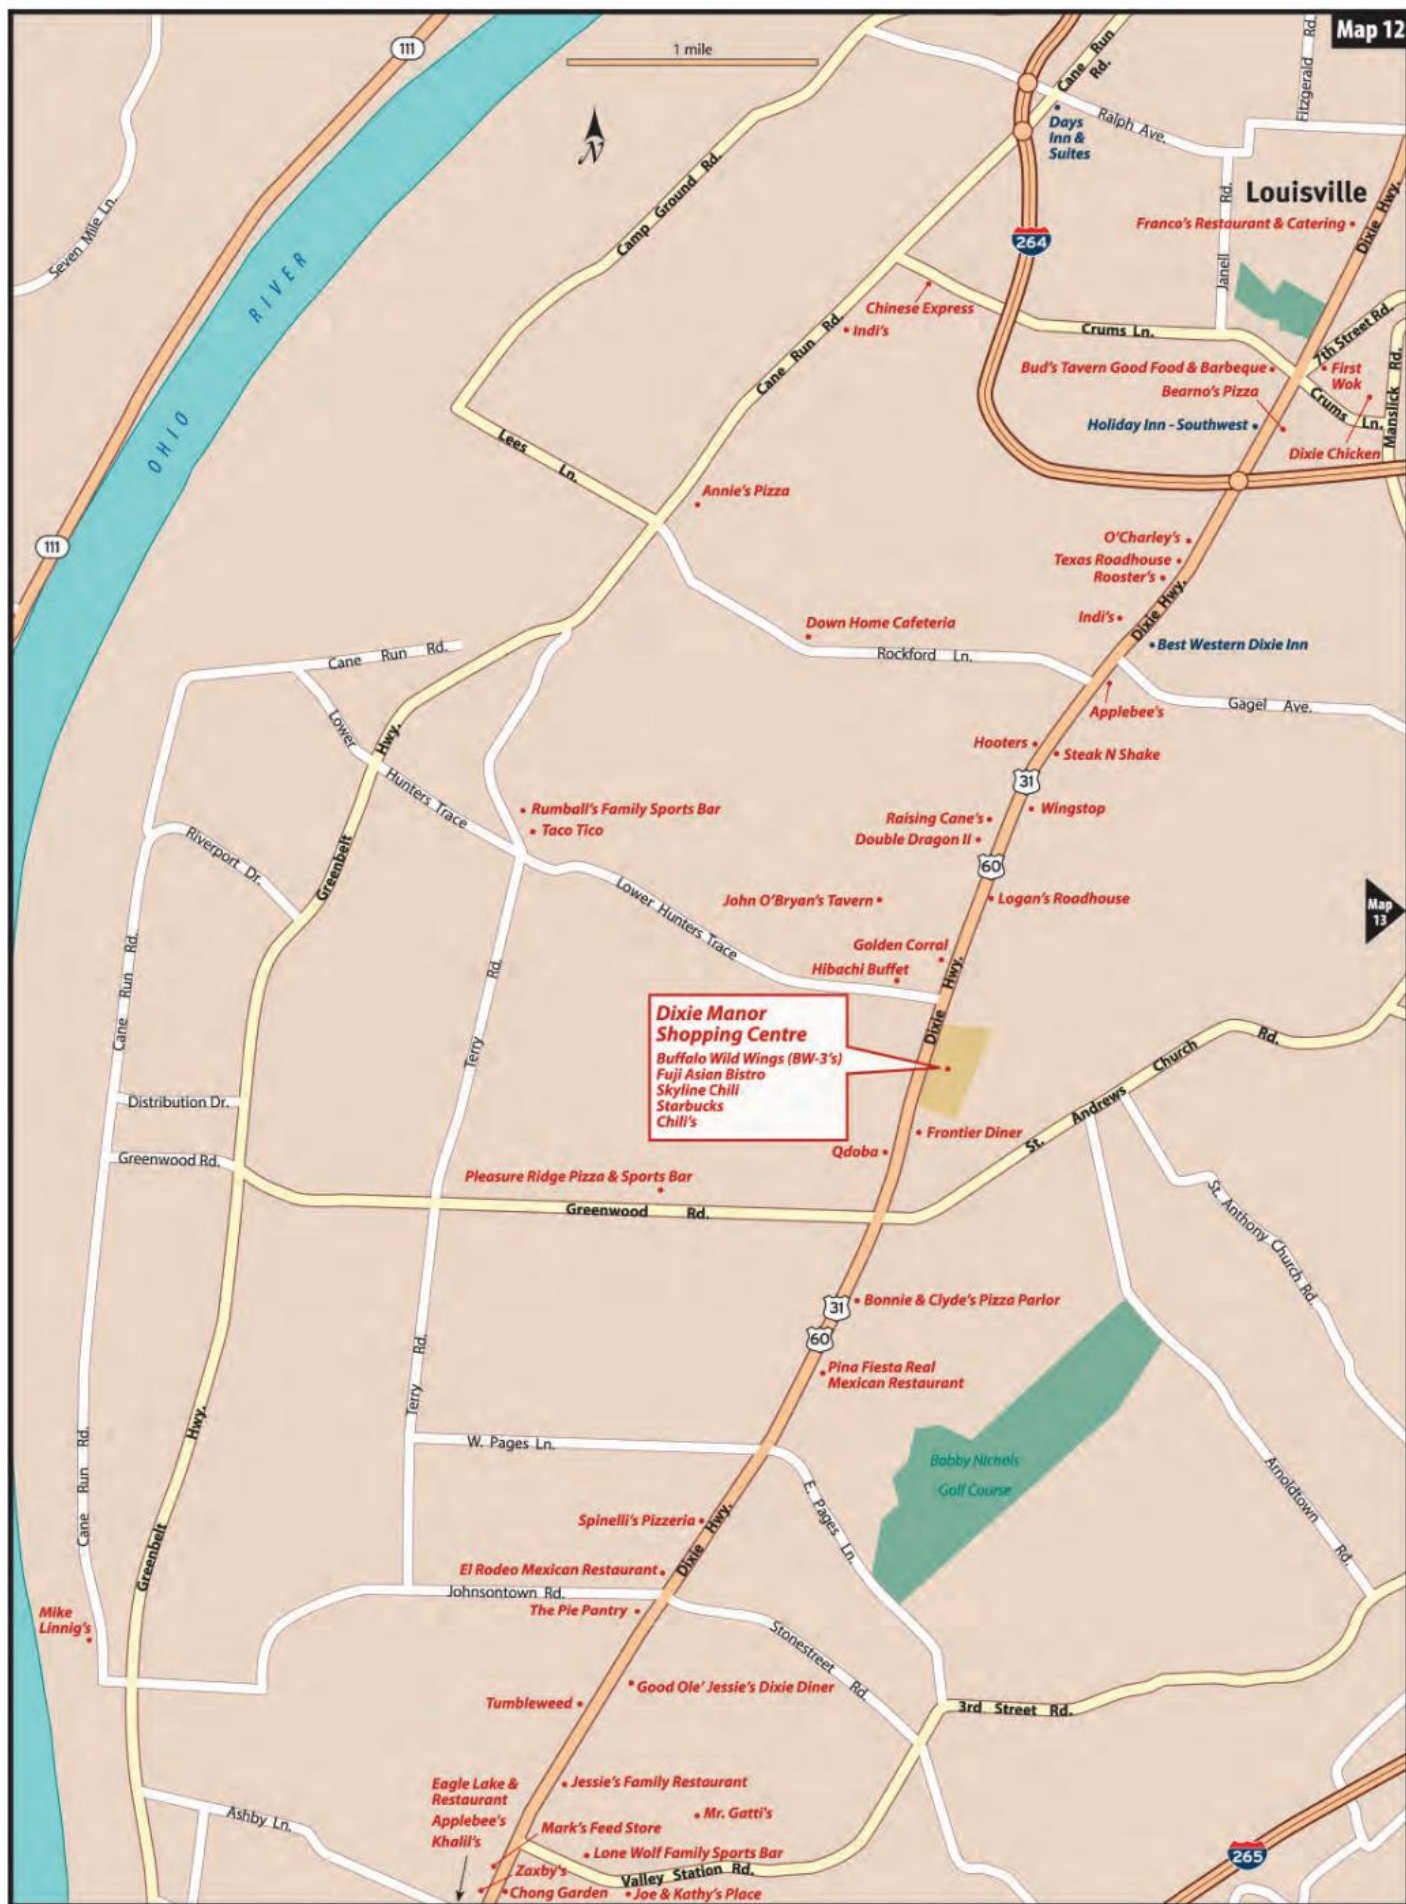 Map 12
111
1 mile
N
Cane Run
Rd.
Fitzgerald Rd.
Days
Inn &
Suites
Ralph Ave.
Camp Ground Rd.
Seven Mile Ln.
Janell Rd.
Louisville
Franco's Restaurant & Catering
Dixie Hwy.
264
OHIO RIVER
Chinese Express
Indi's
Cane Run Rd.
Crums Ln.
7th Street Rd.
Manslick Rd.
Bud's Tavern Good Food & Barbeque
First
Wok
Bearno's Pizza
Crums Ln.
Holiday Inn - Southwest
Dixie Chicken
Lees Ln.
Annie's Pizza
111
O'Charley's
Texas Roadhouse
Rooster's
Dixie Hwy.
Indi's
Down Home Cafeteria
Best Western Dixie Inn
Cane Run Rd.
Rockford Ln.
Gagel Ave.
Applebee's
Lower
Hunters Trace
Hwy.
Hooters
Steak N Shake
31
Rumball's Family Sports Bar
Taco Tico
Raising Cane's
Wingstop
Double Dragon II
60
Riverport Dr.
Greenbelt
Lower Hunters Trace
John O'Bryan's Tavern
Logan's Roadhouse
Map
13
Golden Corral
Hibachi Buffet
Dixie Hwy.
Cane Run Rd.
Terry Rd.
Dixie Manor
Shopping Centre
Buffalo Wild Wings (BW-3's)
Fuji Asian Bistro
Skyline Chili
Starbucks
Chili's
St. Andrews Church Rd.
Distribution Dr.
Frontier Diner
Qdoba
Greenwood Rd.
Pleasure Ridge Pizza & Sports Bar
Greenwood Rd.
St. Anthony Church Rd.
31
Bonnie & Clyde's Pizza Parlor
60
Pina Fiesta Real
Mexican Restaurant
Terry Rd.
Cane Run Rd.
Greenbelt Hwy.
W. Pages Ln.
Bobby Nichols
Golf Course
E. Pages Ln.
Arnoldtown Rd.
Spinelli's Pizzeria
Dixie Hwy.
El Rodeo Mexican Restaurant
Johnsontown Rd.
The Pie Pantry
Mike
Linnig's
Stonestreet Rd.
Good Ole' Jessie's Dixie Diner
Tumbleweed
3rd Street Rd.
Eagle Lake &
Restaurant
Applebee's
Khalil's
Jessie's Family Restaurant
Mr. Gatti's
Ashby Ln.
Mark's Feed Store
Lone Wolf Family Sports Bar
265
Zaxby's
Valley Station Rd.
Chong Garden
Joe & Kathy's Place